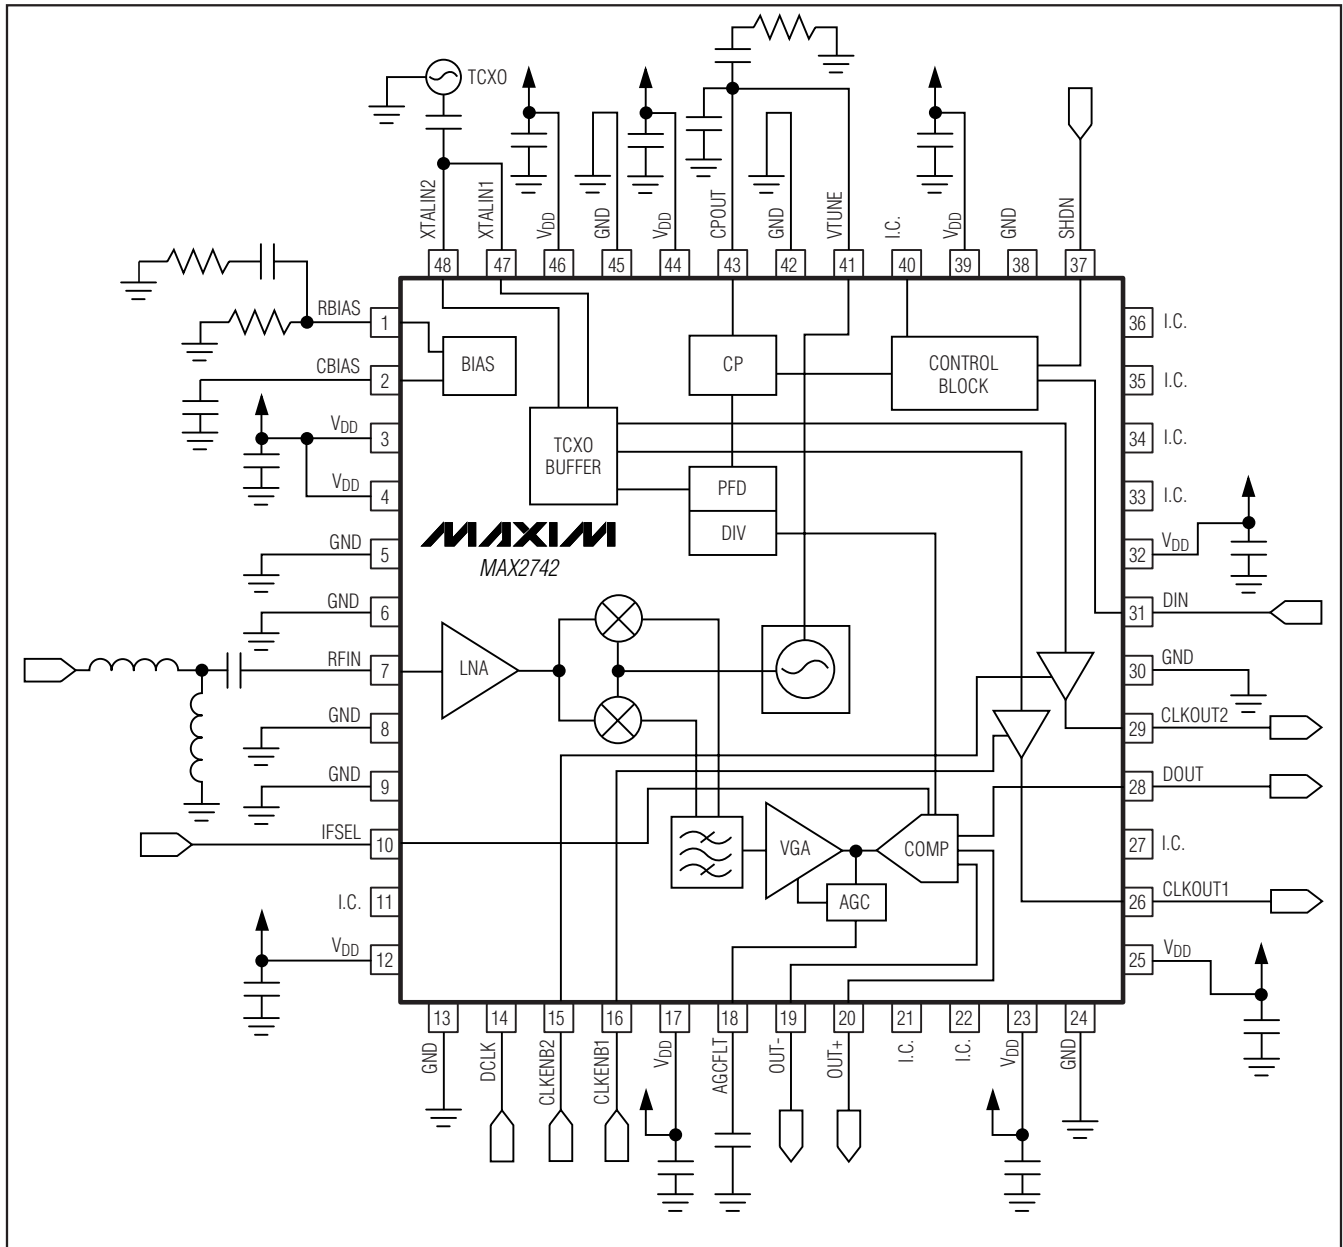 TCXO
XTALIN2
XTALIN1
VDD
GND
VDD
CPOUT
GND
VTUNE
I.C.
VDD
GND
SHDN
48
47
46
45
44
43
42
41
40
39
38
37
RBIAS
1
CBIAS
2
VDD
3
VDD
4
GND
5
GND
6
RFIN
7
GND
8
GND
9
IFSEL
10
I.C.
11
VDD
12
BIAS
TCXO
BUFFER
CP
CONTROL
BLOCK
PFD
DIV
MAXIM
MAX2742
LNA
VGA
COMP
AGC
36
I.C.
35
I.C.
34
I.C.
33
I.C.
32
VDD
31
DIN
30
GND
29
CLKOUT2
28
DOUT
27
I.C.
26
CLKOUT1
25
VDD
13
14
15
16
17
18
19
20
21
22
23
24
GND
DCLK
CLKENB2
CLKENB1
VDD
AGCFLT
OUT-
OUT+
I.C.
I.C.
VDD
GND